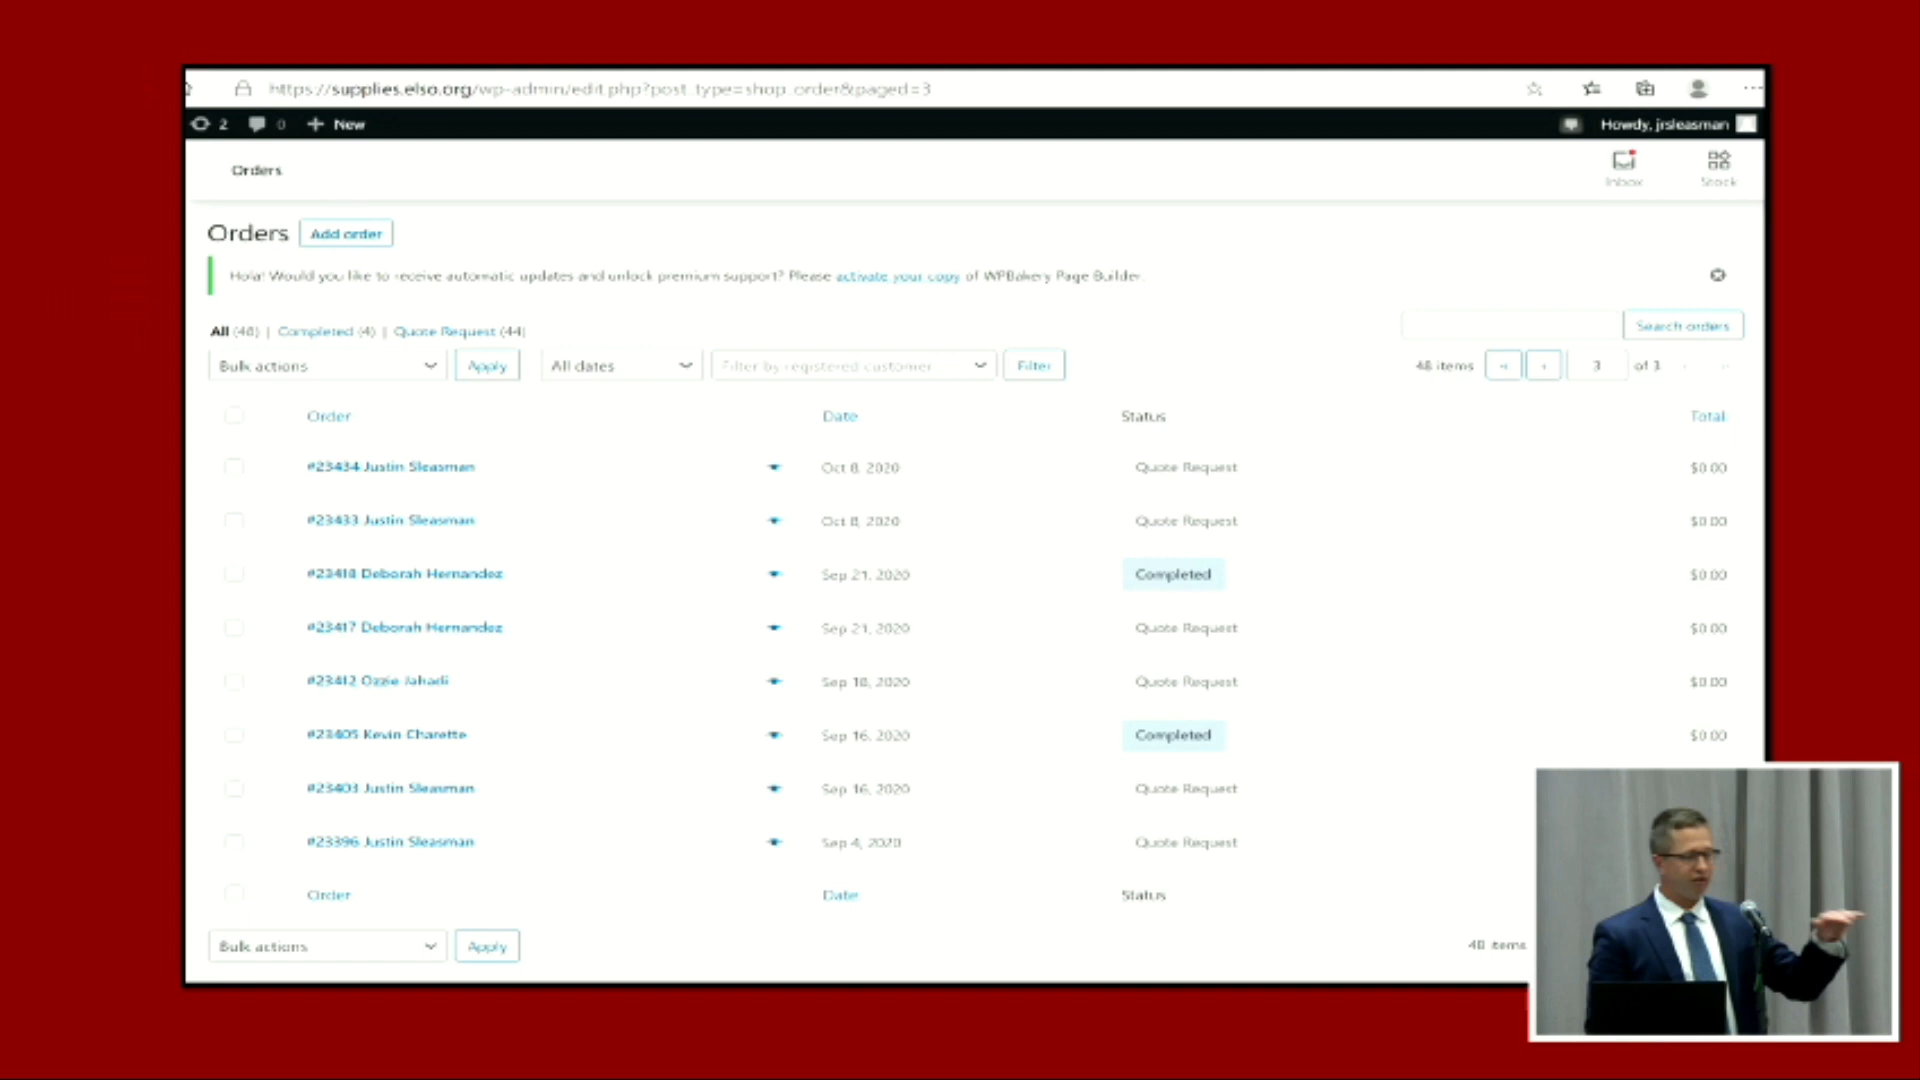 https://supplies.elso.org/wp-admin/edit.php?post_type=shop_order&paged=3
2 0 + New Howdy, jrsleasman
Orders Inbox Stock
Orders Add order
Hola! Would you like to receive automatic updates and unlock premium support? Please activate your copy of WPBakery Page Builder.
All (48) | Completed (4) | Quote Request (44) Search orders
Bulk actions Apply All dates Filter by registered customer Filter 48 items « ‹ 3 of 3 › »
Order Date Status Total
#23434 Justin Sleasman Oct 8, 2020 Quote Request $0.00
#23433 Justin Sleasman Oct 8, 2020 Quote Request $0.00
#23418 Deborah Hernandez Sep 21, 2020 Completed $0.00
#23417 Deborah Hernandez Sep 21, 2020 Quote Request $0.00
#23412 Ozzie Jahadi Sep 18, 2020 Quote Request $0.00
#23405 Kevin Charette Sep 16, 2020 Completed $0.00
#23403 Justin Sleasman Sep 16, 2020 Quote Request
#23396 Justin Sleasman Sep 4, 2020 Quote Request
Order Date Status
Bulk actions Apply 48 items